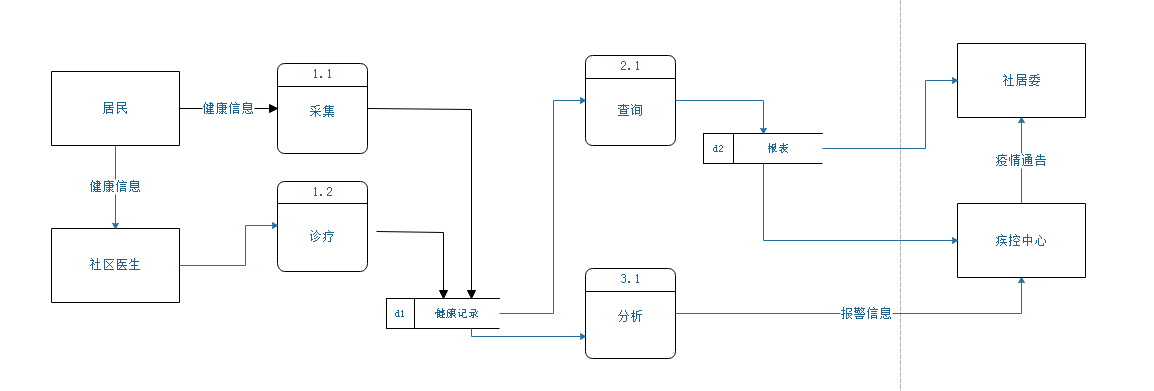 居民
健康信息
1.1
采集
健康信息
社区医生
1.2
诊疗
d1
健康记录
2.1
查询
d2
报表
3.1
分析
报警信息
社居委
疫情通告
疾控中心